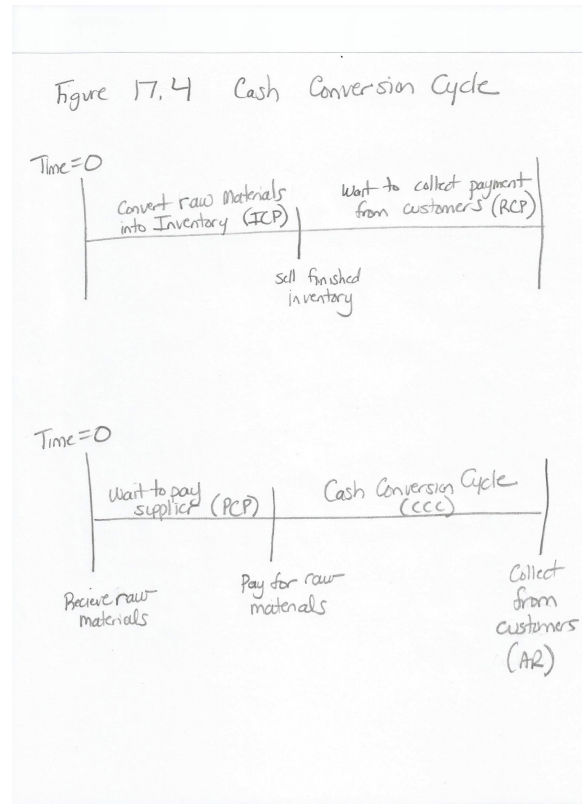 Figure 17.4 Cash Conversion Cycle
Time=0
Convert raw materials
into Inventory (ICP)
Wait to collect payment
from customers (RCP)
sell finished
inventory
Time=0
Wait to pay
supplier (PCP)
Cash Conversion Cycle
(CCC)
Recieve raw
materials
Pay for raw
materials
Collect
from
customers
(AR)